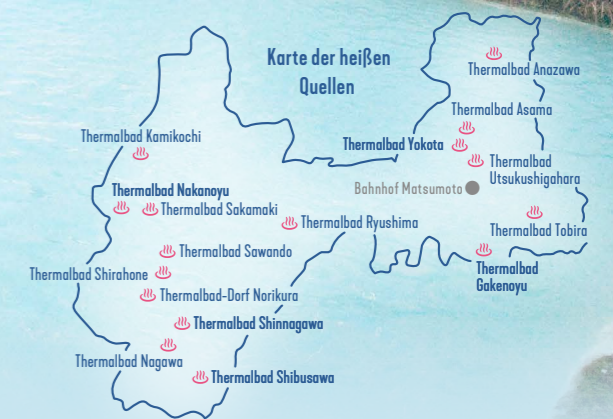 Karte der heißen
Quellen
Thermalbad Anazawa
Thermalbad Asama
Thermalbad Kamikochi
Thermalbad Yokota
Thermalbad
Utsukushigahara
Thermalbad Nakanoyu
Bahnhof Matsumoto
Thermalbad Sakamaki
Thermalbad Ryushima
Thermalbad Tobira
Thermalbad Sawando
Thermalbad
Gakenoyu
Thermalbad Shirahone
Thermalbad-Dorf Norikura
Thermalbad Shinnagawa
Thermalbad Nagawa
Thermalbad Shibusawa